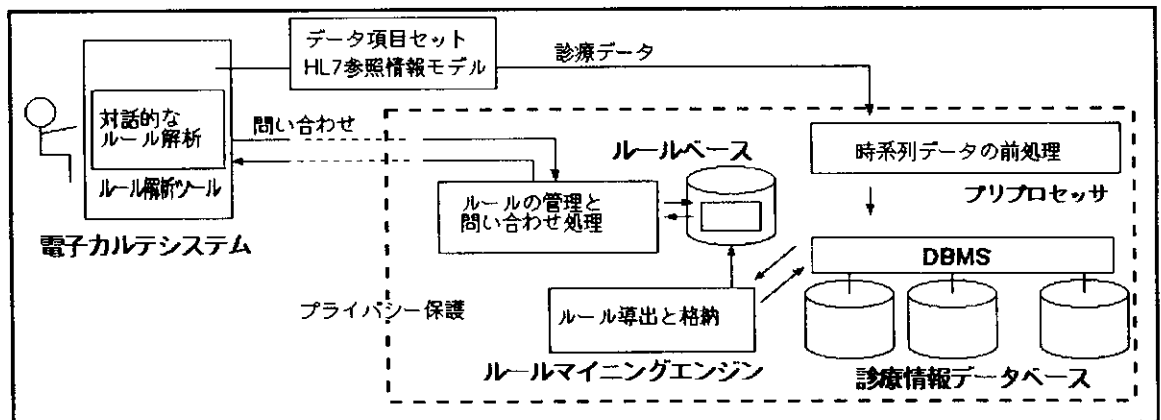 データ項目セット
HL7参照情報モデル
診療データ
対話的な
ルール解析
ルール解析ツール
電子カルテシステム
問い合わせ
ルールの管理と
問い合わせ処理
ルールベース
時系列データの前処理
プリプロセッサ
DBMS
プライバシー保護
ルール導出と格納
ルールマイニングエンジン
診療情報データベース